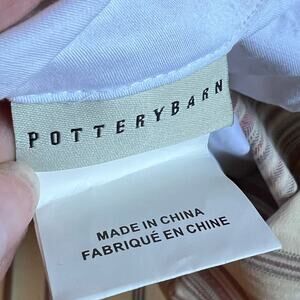 POTTERYBARN
MADE IN CHINA
FABRIQUÉ EN CHINE